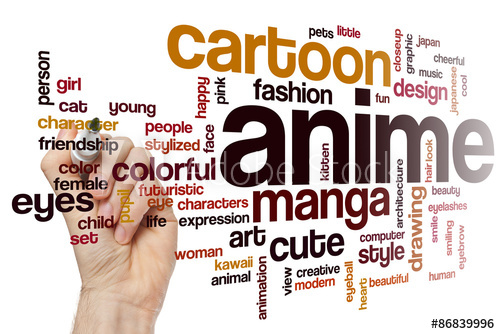 pets little
closeup
graphic
japan
cartoon
cheerful
music
japanese
cool
person
girl
happy
pink
fashion
fun
design
cat
young
character
people
face
anime
friendship
stylized
kitten
color
colorful
architecture
hair look
female
futuristic
eyes
pupil
eye characters
manga
drawing
beauty
eyelashes
child
life
expression
smile
smiling
set
art
cute
computer
style
eye
woman
kawaii
view
creative
eyeball
animal
animation
modern
heart
beautiful
human
#86839996